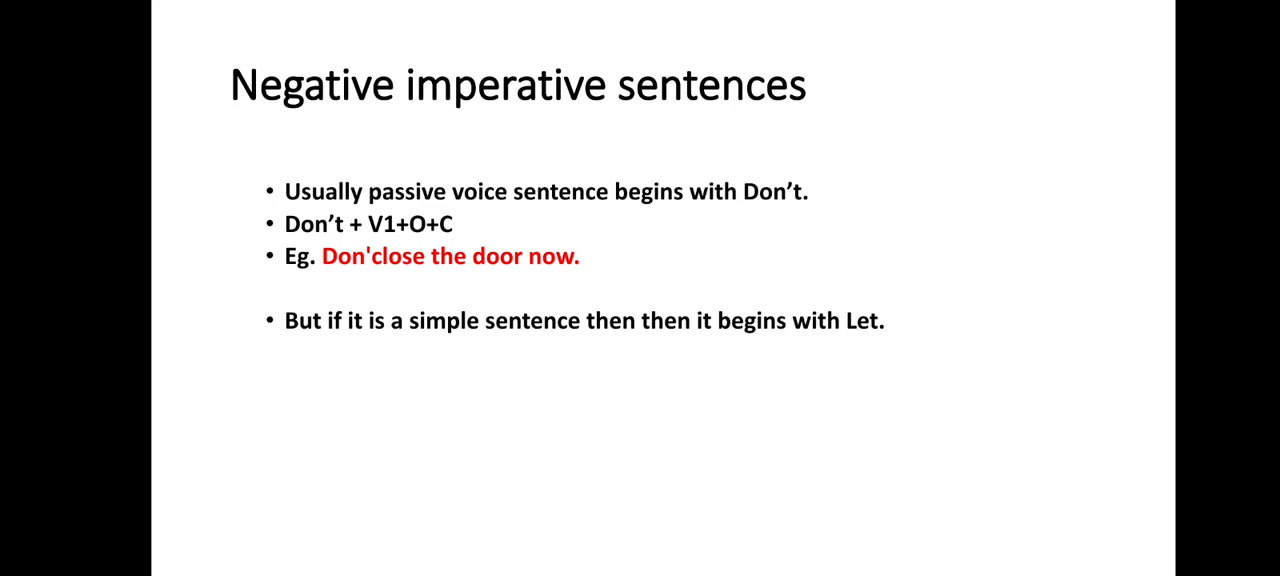 Negative imperative sentences
• Usually passive voice sentence begins with Don’t.
• Don’t + V1+O+C
• Eg. Don'close the door now.
• But if it is a simple sentence then then it begins with Let.